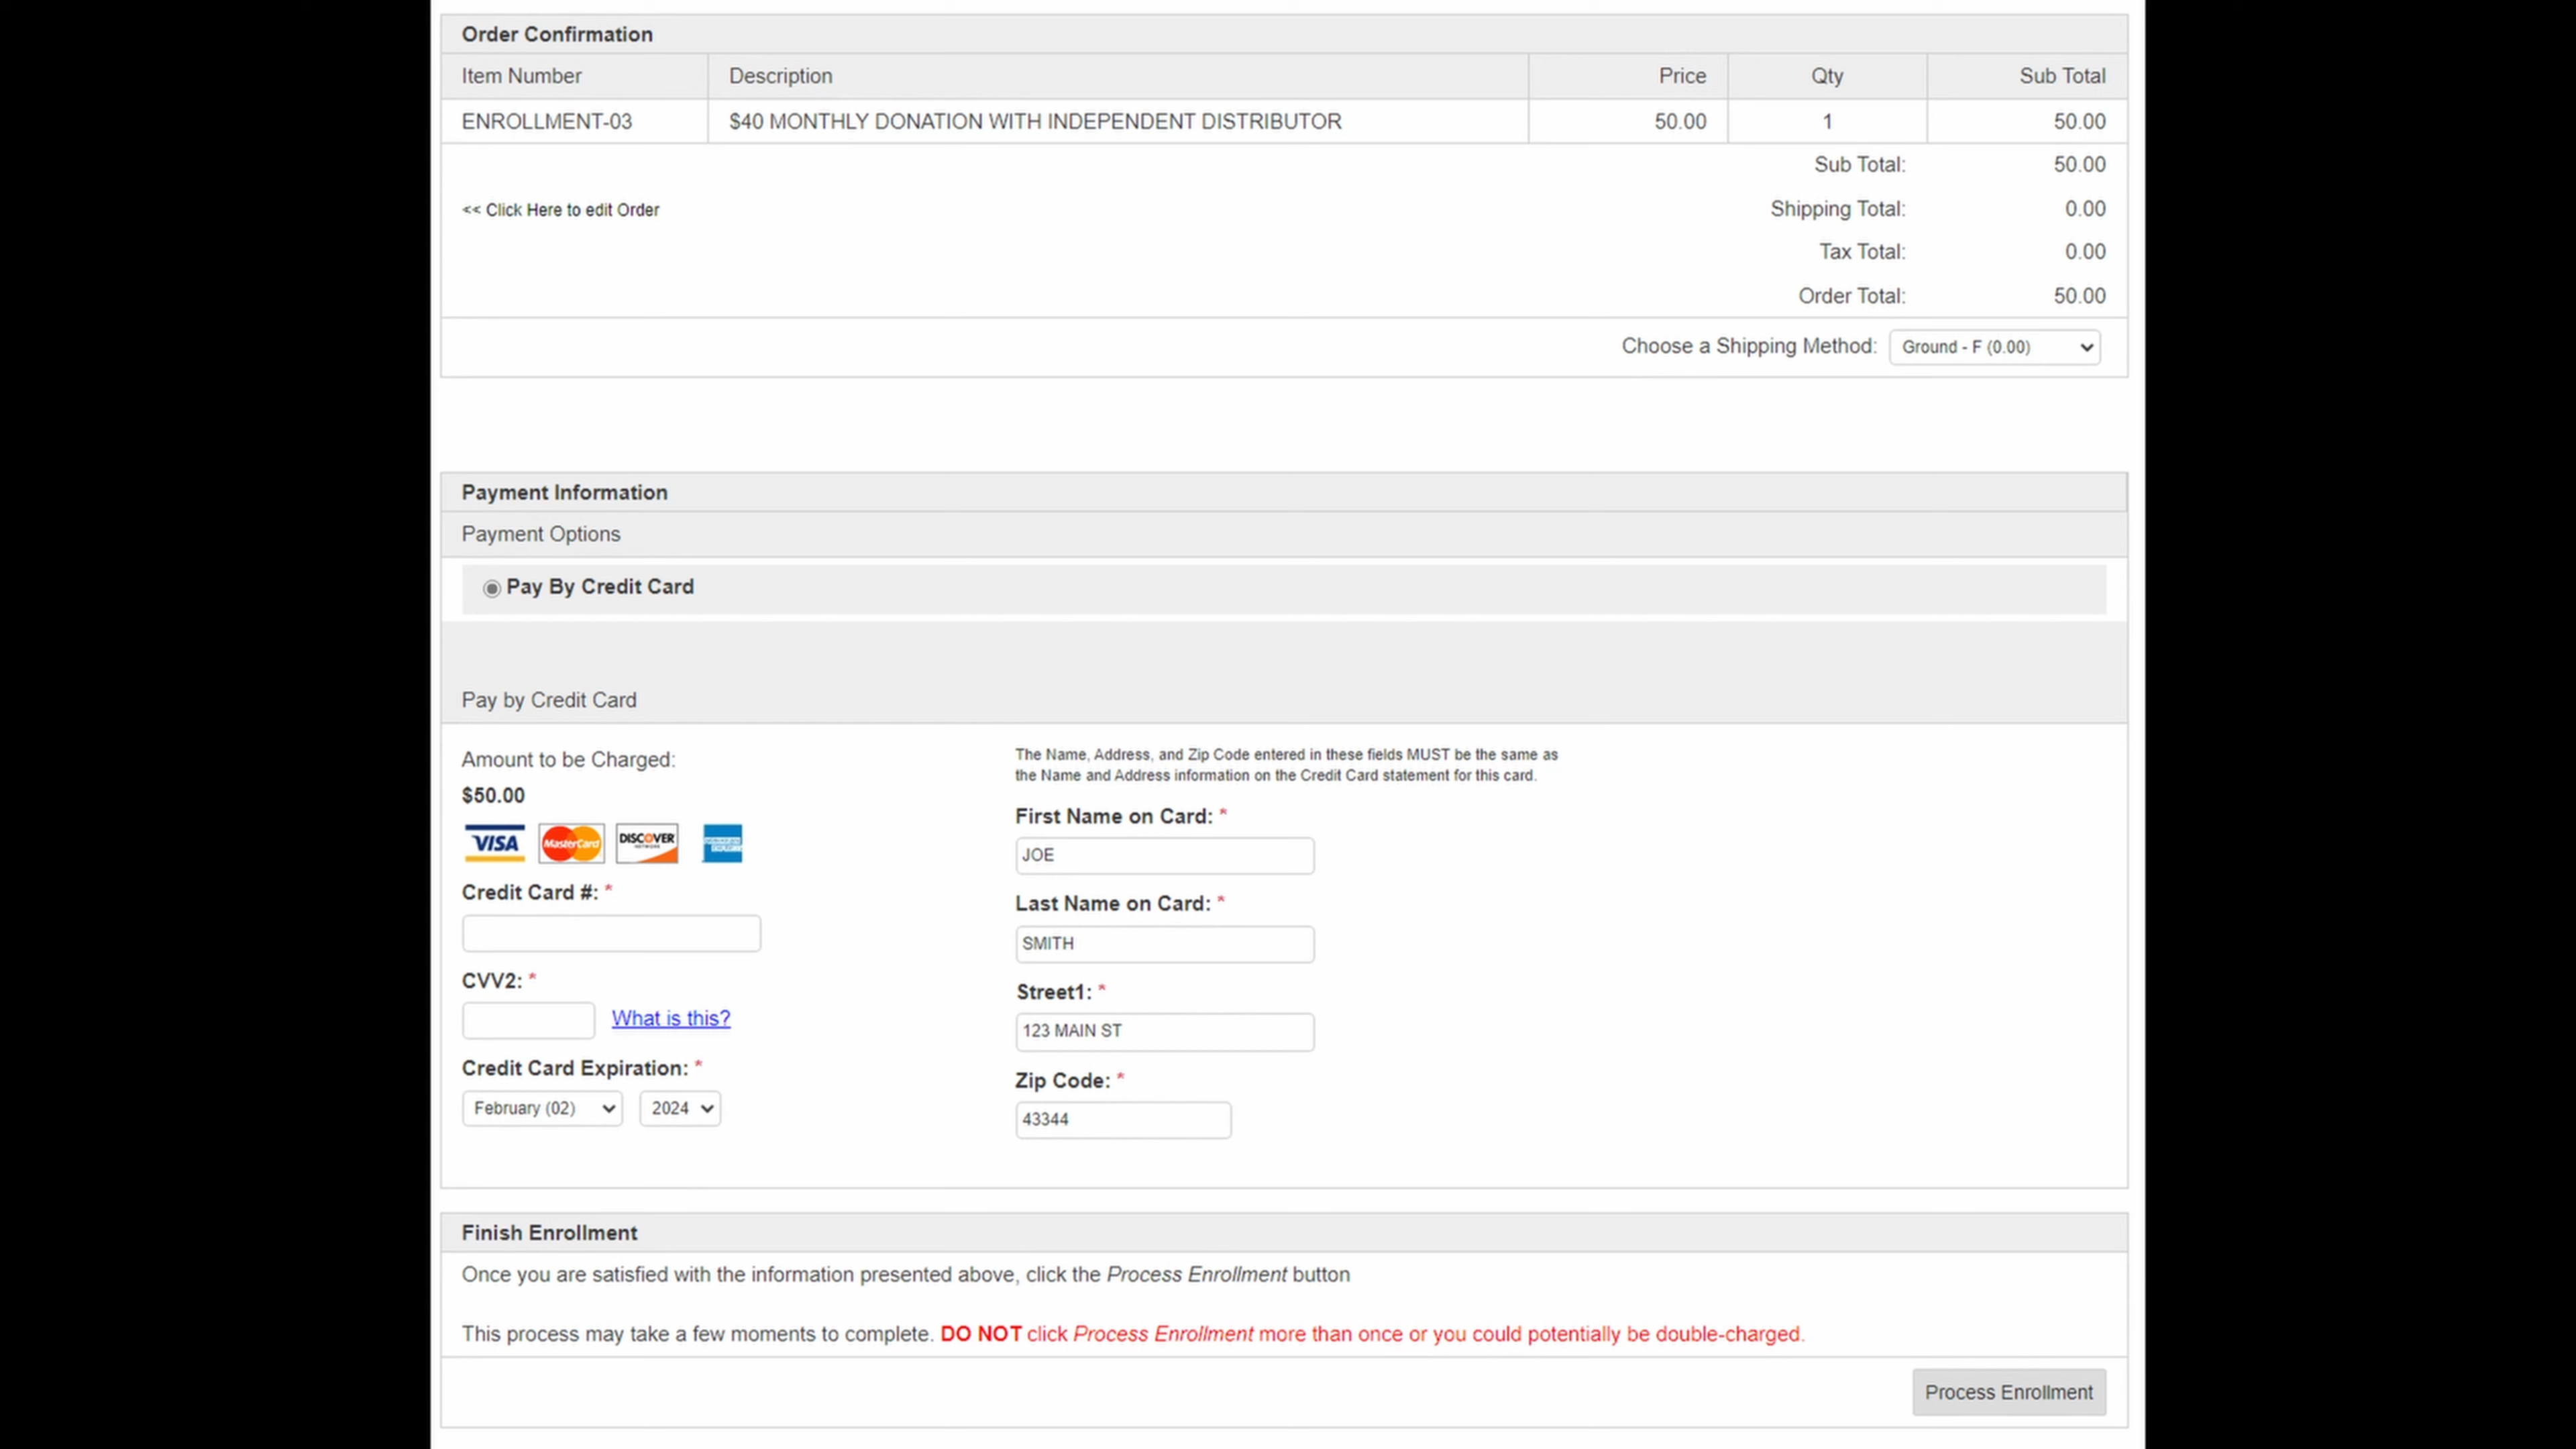 Order Confirmation
Item Number Description Price Qty Sub Total
ENROLLMENT-03 $40 MONTHLY DONATION WITH INDEPENDENT DISTRIBUTOR 50.00 1 50.00
Sub Total: 50.00
<< Click Here to edit Order Shipping Total: 0.00
Tax Total: 0.00
Order Total: 50.00
Choose a Shipping Method: Ground - F (0.00)
Payment Information
Payment Options
Pay By Credit Card
Pay by Credit Card
Amount to be Charged:
$50.00
VISA MasterCard DISCOVER NETWORK AMERICAN EXPRESS
Credit Card #: *
CVV2: *
What is this?
Credit Card Expiration: *
February (02) 2024
The Name, Address, and Zip Code entered in these fields MUST be the same as
the Name and Address information on the Credit Card statement for this card.
First Name on Card: *
JOE
Last Name on Card: *
SMITH
Street1: *
123 MAIN ST
Zip Code: *
43344
Finish Enrollment
Once you are satisfied with the information presented above, click the Process Enrollment button
This process may take a few moments to complete. DO NOT click Process Enrollment more than once or you could potentially be double-charged.
Process Enrollment